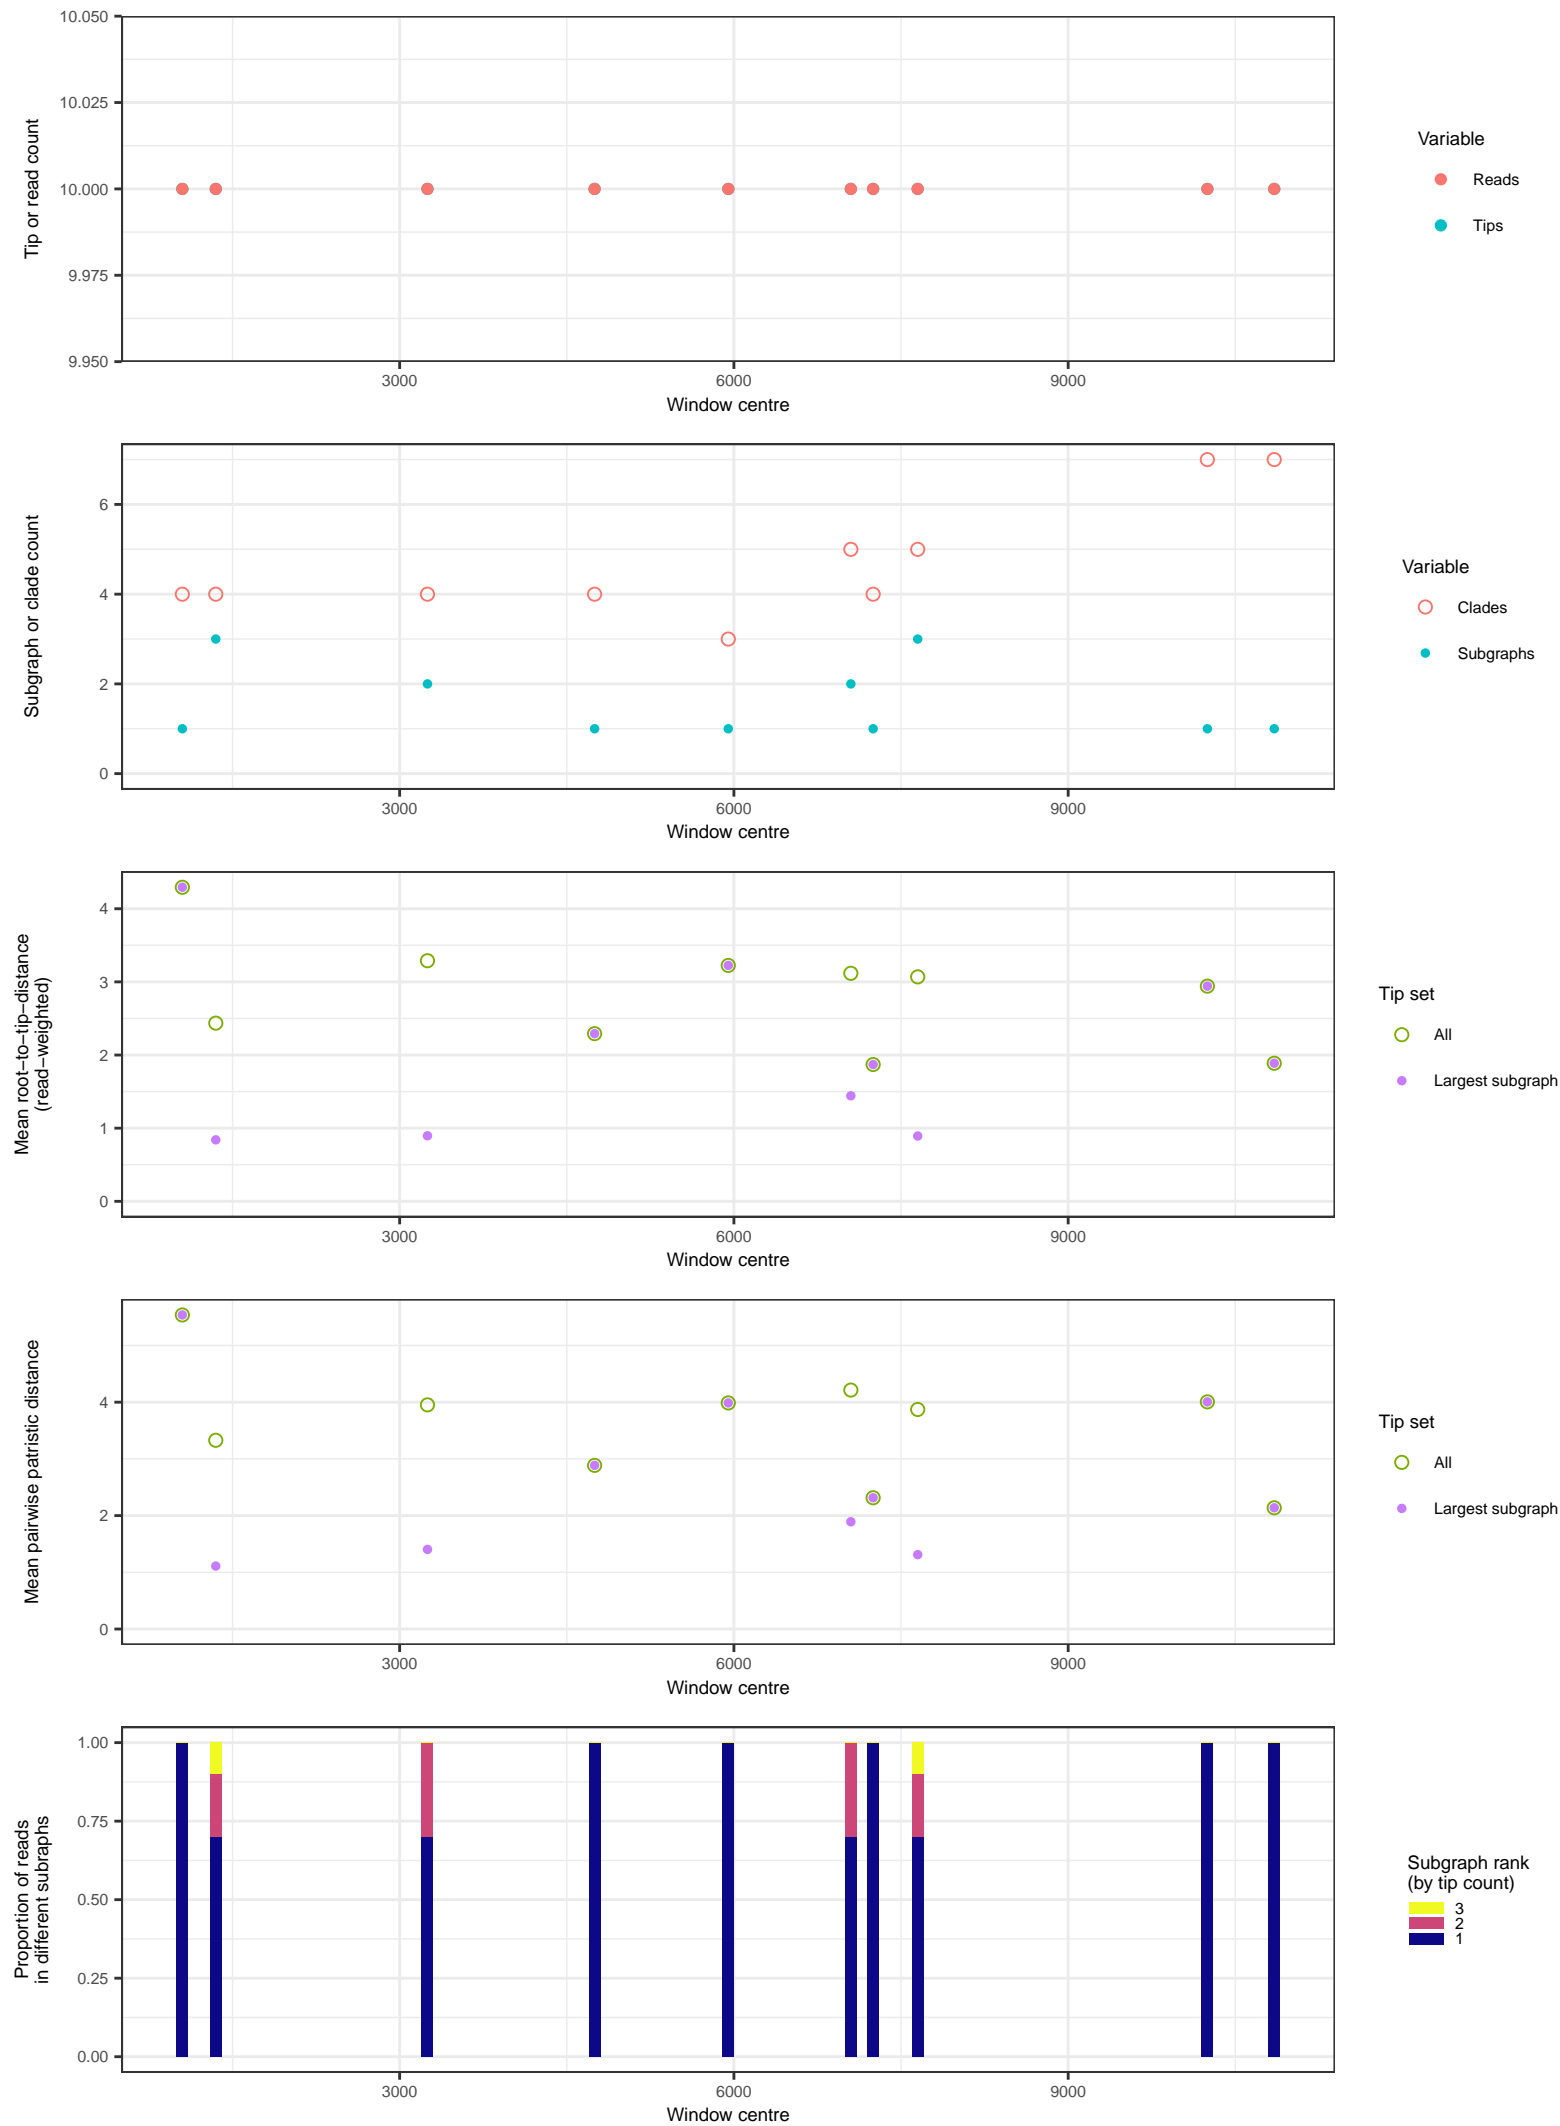 10.050
10.025
10.000
9.975
9.950
Tip or read count
3000 6000 9000
Window centre
Variable
Reads
Tips
6
4
2
0
Subgraph or clade count
3000 6000 9000
Window centre
Variable
Clades
Subgraphs
4
3
2
1
0
Mean root−to−tip−distance
(read−weighted)
3000 6000 9000
Window centre
Tip set
All
Largest subgraph
4
2
0
Mean pairwise patristic distance
3000 6000 9000
Window centre
Tip set
All
Largest subgraph
1.00
0.75
0.50
0.25
0.00
Proportion of reads
in different subraphs
3000 6000 9000
Window centre
Subgraph rank
(by tip count)
3
2
1